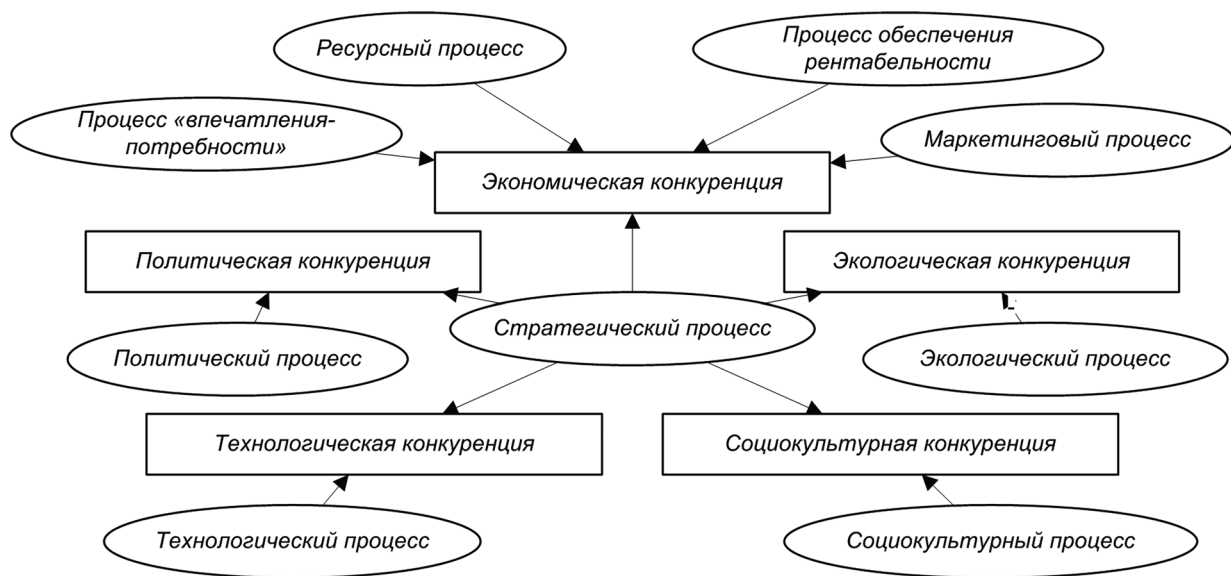 Ресурсный процесс
Процесс обеспечения
рентабельности
Процесс «впечатления-
потребности»
Маркетинговый процесс
Экономическая конкуренция
Политическая конкуренция
Экологическая конкуренция
Стратегический процесс
Политический процесс
Экологический процесс
Технологическая конкуренция
Социокультурная конкуренция
Технологический процесс
Социокультурный процесс